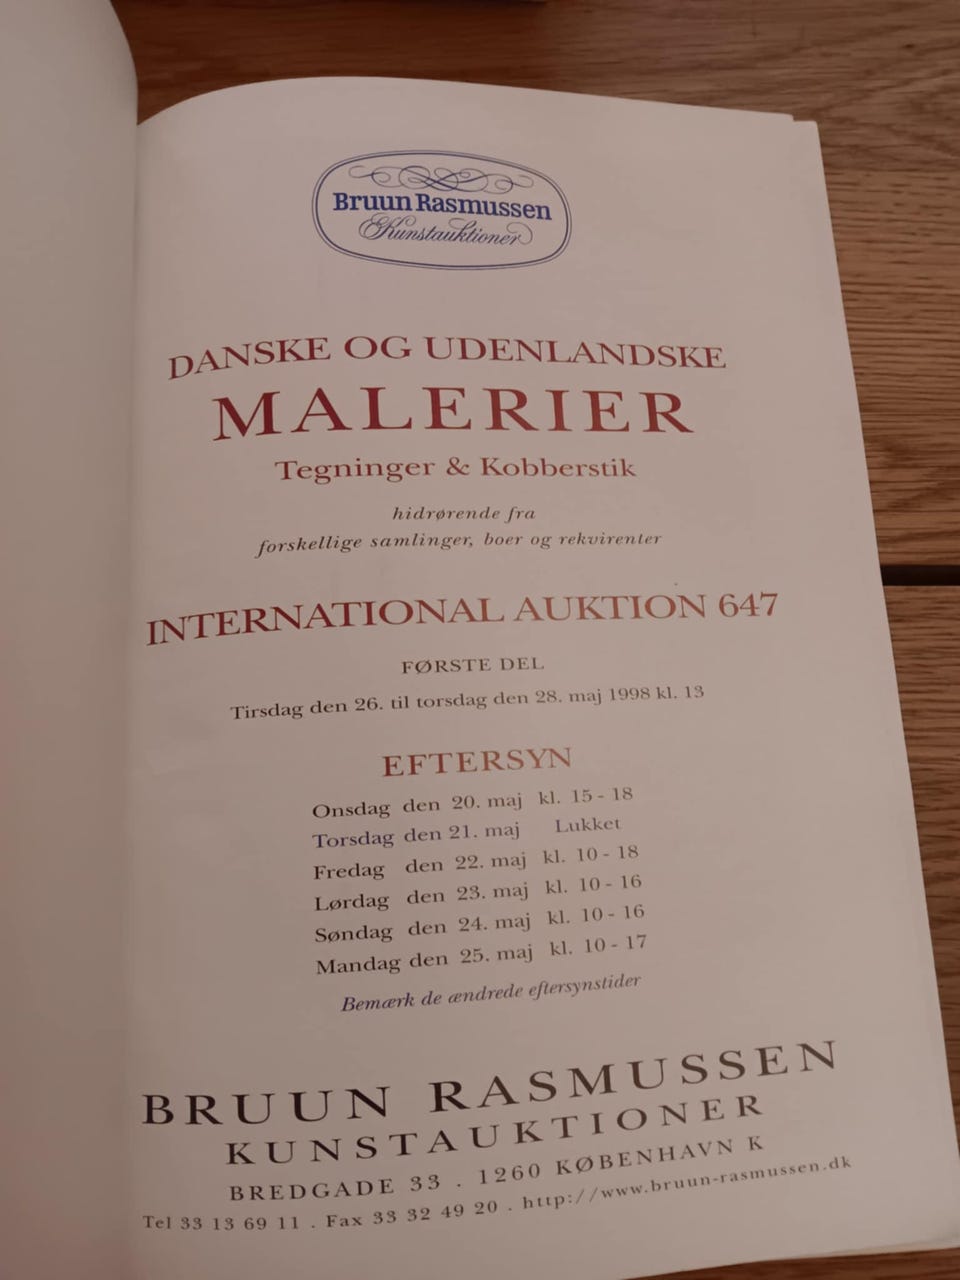 Bruun Rasmussen
Kunstauktioner
DANSKE OG UDENLANDSKE
MALERIER
Tegninger & Kobberstik
hidrørende fra
forskellige samlinger, boer og rekvirenter
INTERNATIONAL AUKTION 647
FØRSTE DEL
Tirsdag den 26. til torsdag den 28. maj 1998 kl. 13
EFTERSYN
Onsdag den 20. maj kl. 15 - 18
Torsdag den 21. maj Lukket
Fredag den 22. maj kl. 10 - 18
Lørdag den 23. maj kl. 10 - 16
Søndag den 24. maj kl. 10 - 16
Mandag den 25. maj kl. 10 - 17
Bemærk de ændrede eftersynstider
BRUUN RASMUSSEN
KUNSTAUKTIONER
BREDGADE 33 . 1260 KØBENHAVN K
Tel 33 13 69 11 . Fax 33 32 49 20 . http://www.bruun-rasmussen.dk